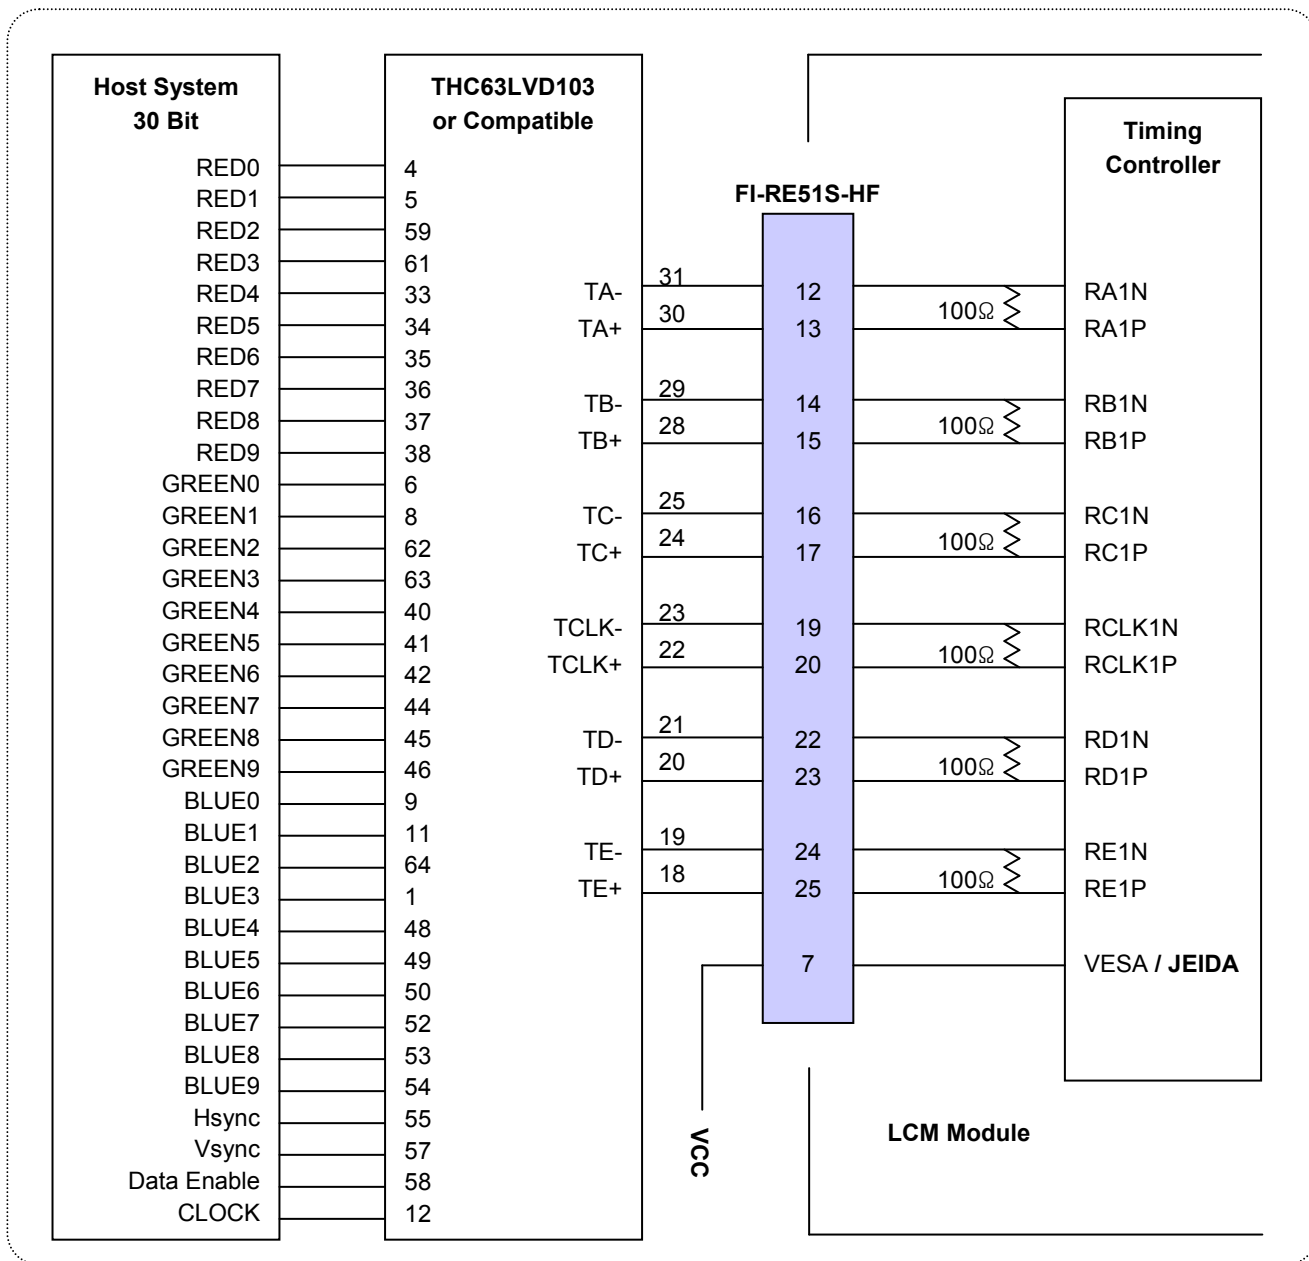 Host System
30 Bit
RED0
RED1
RED2
RED3
RED4
RED5
RED6
RED7
RED8
RED9
GREEN0
GREEN1
GREEN2
GREEN3
GREEN4
GREEN5
GREEN6
GREEN7
GREEN8
GREEN9
BLUE0
BLUE1
BLUE2
BLUE3
BLUE4
BLUE5
BLUE6
BLUE7
BLUE8
BLUE9
Hsync
Vsync
Data Enable
CLOCK
THC63LVD103
or Compatible
4
5
59
61
33
34
35
36
37
38
6
8
62
63
40
41
42
44
45
46
9
11
64
1
48
49
50
52
53
54
55
57
58
12
TA-
TA+
TB-
TB+
TC-
TC+
TCLK-
TCLK+
TD-
TD+
TE-
TE+
31
30
29
28
25
24
23
22
21
20
19
18
FI-RE51S-HF
12
13
14
15
16
17
19
20
22
23
24
25
7
VCC
100Ω
100Ω
100Ω
100Ω
100Ω
100Ω
Timing
Controller
RA1N
RA1P
RB1N
RB1P
RC1N
RC1P
RCLK1N
RCLK1P
RD1N
RD1P
RE1N
RE1P
VESA / JEIDA
LCM Module